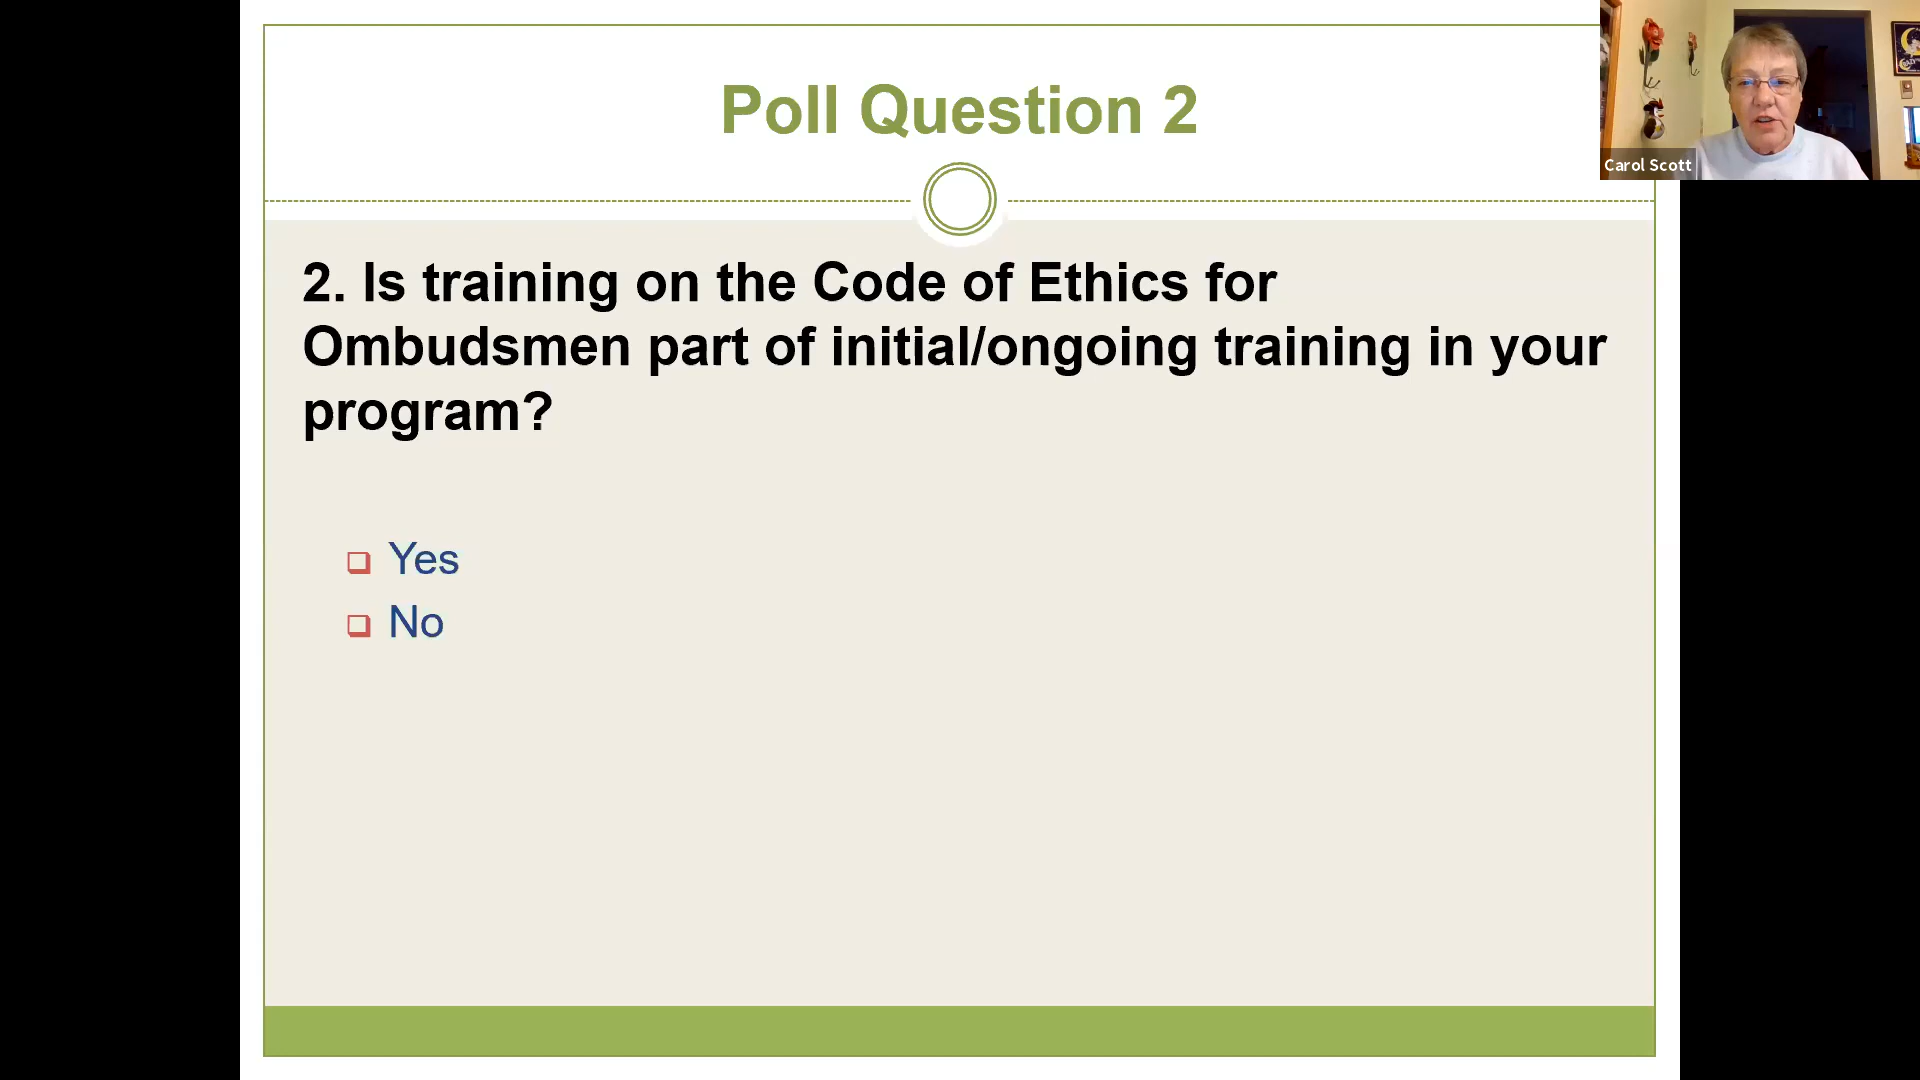 Poll Question 2
Carol Scott
2. Is training on the Code of Ethics for
Ombudsmen part of initial/ongoing training in your
program?
Yes
No